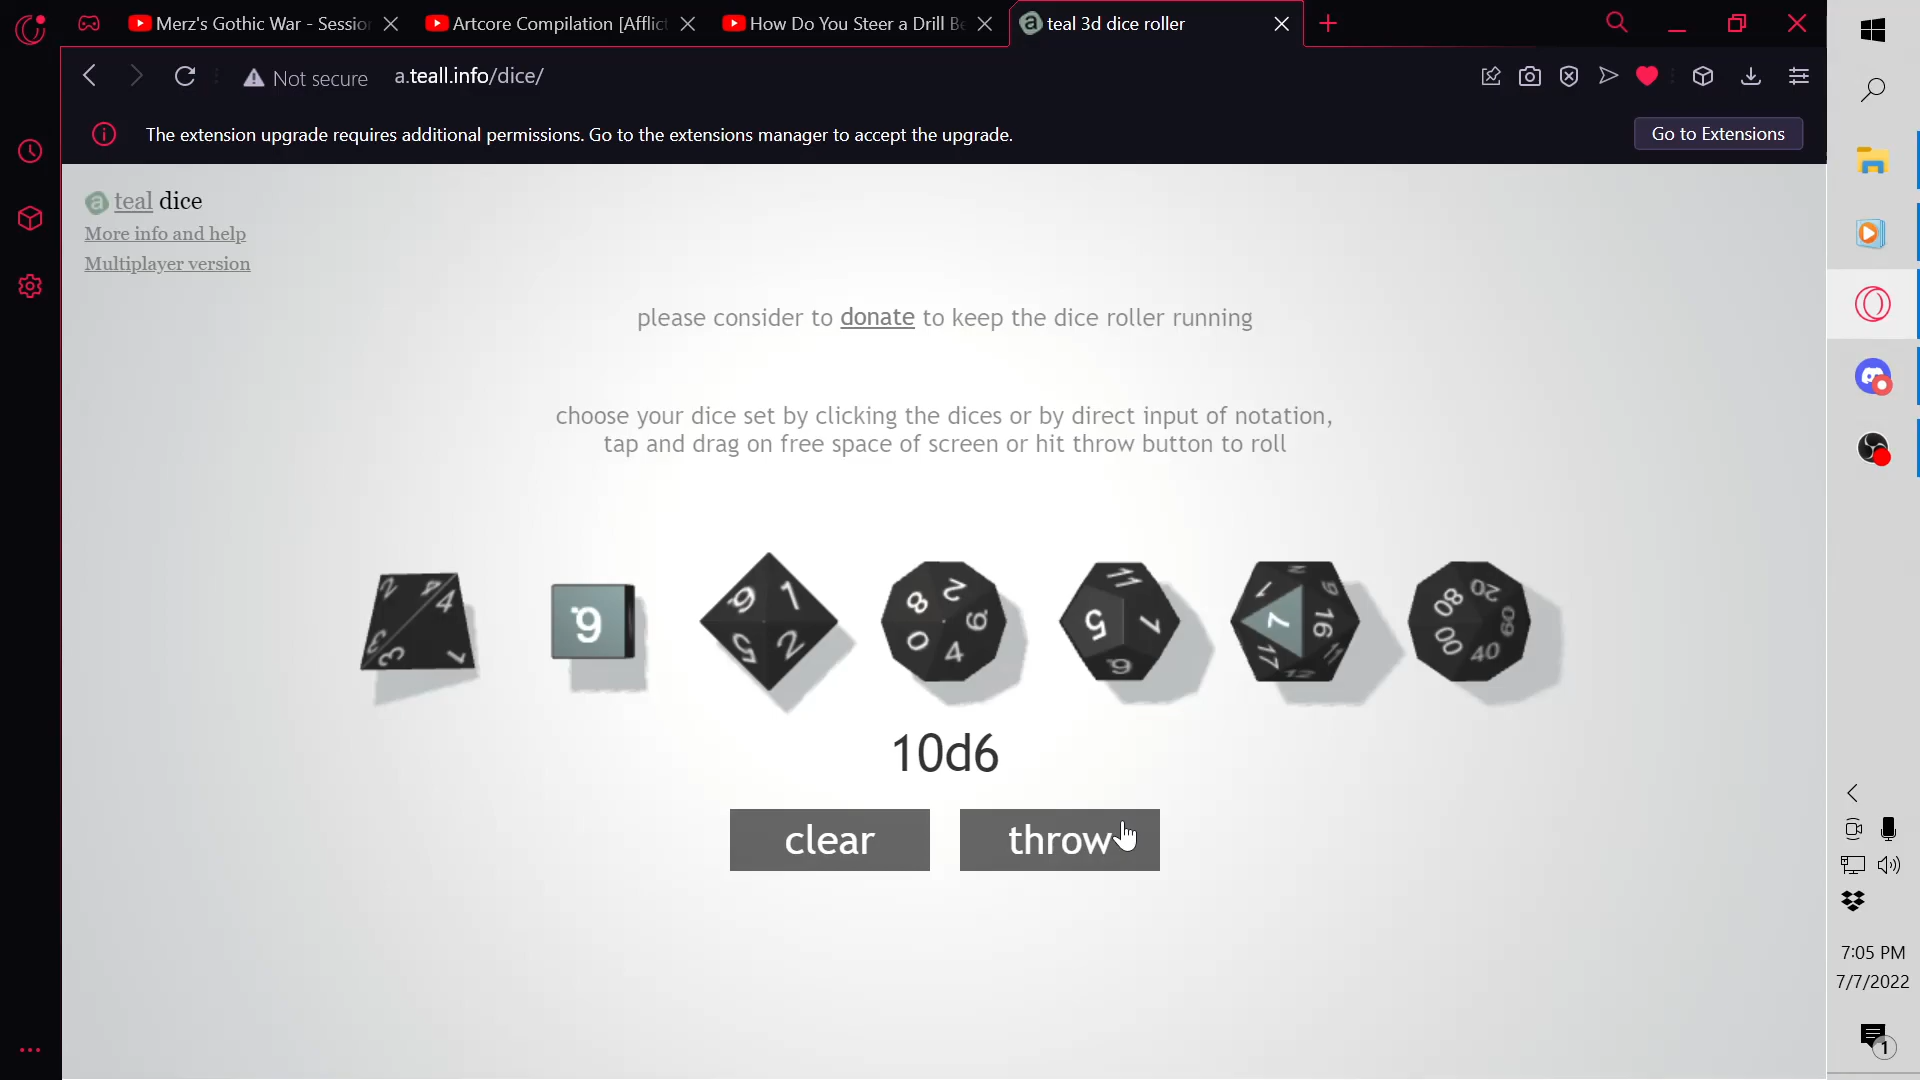 Merz's Gothic War - Sessio
Artcore Compilation [Afflict
How Do You Steer a Drill Be
teal 3d dice roller
Not secure
a.teall.info/dice/
The extension upgrade requires additional permissions. Go to the extensions manager to accept the upgrade.
Go to Extensions
a teal dice
More info and help
Multiplayer version
please consider to donate to keep the dice roller running
choose your dice set by clicking the dices or by direct input of notation,
tap and drag on free space of screen or hit throw button to roll
10d6
clear
throw
7:05 PM
7/7/2022
1